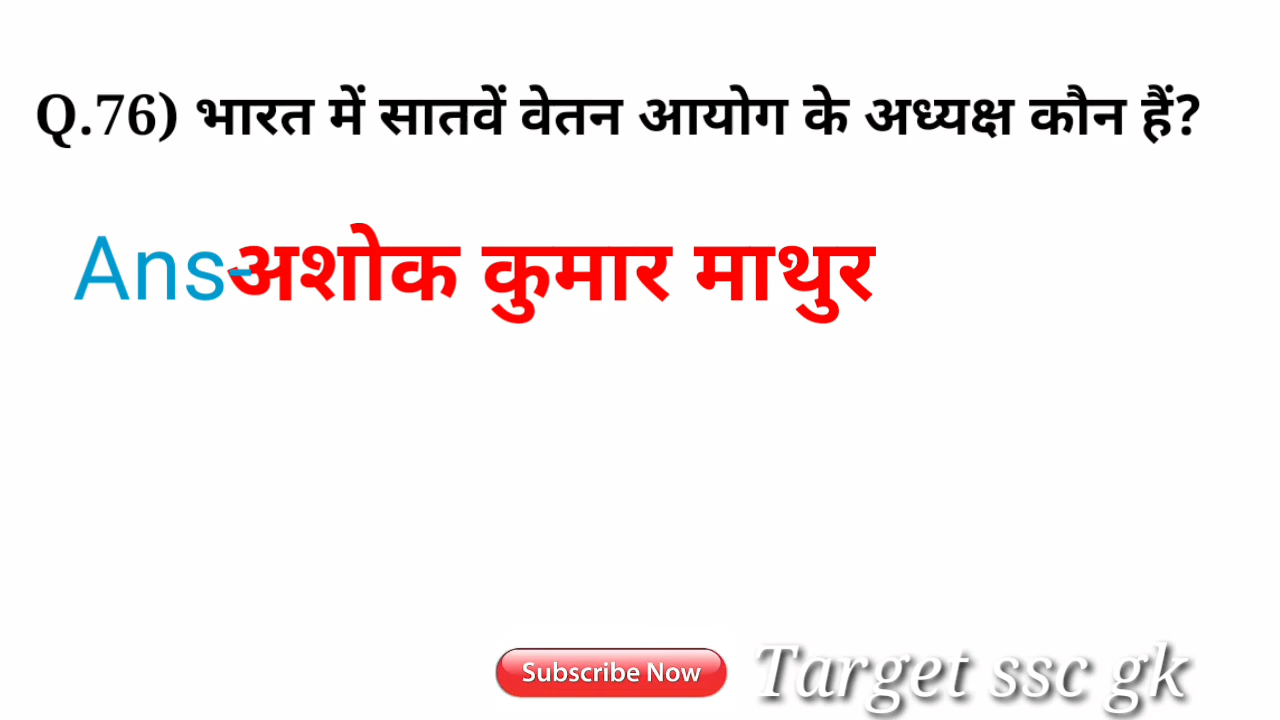 Q.76) भारत में सातवें वेतन आयोग के अध्यक्ष कौन हैं?
Ans-अशोक कुमार माथुर
Subscribe Now
Target ssc gk